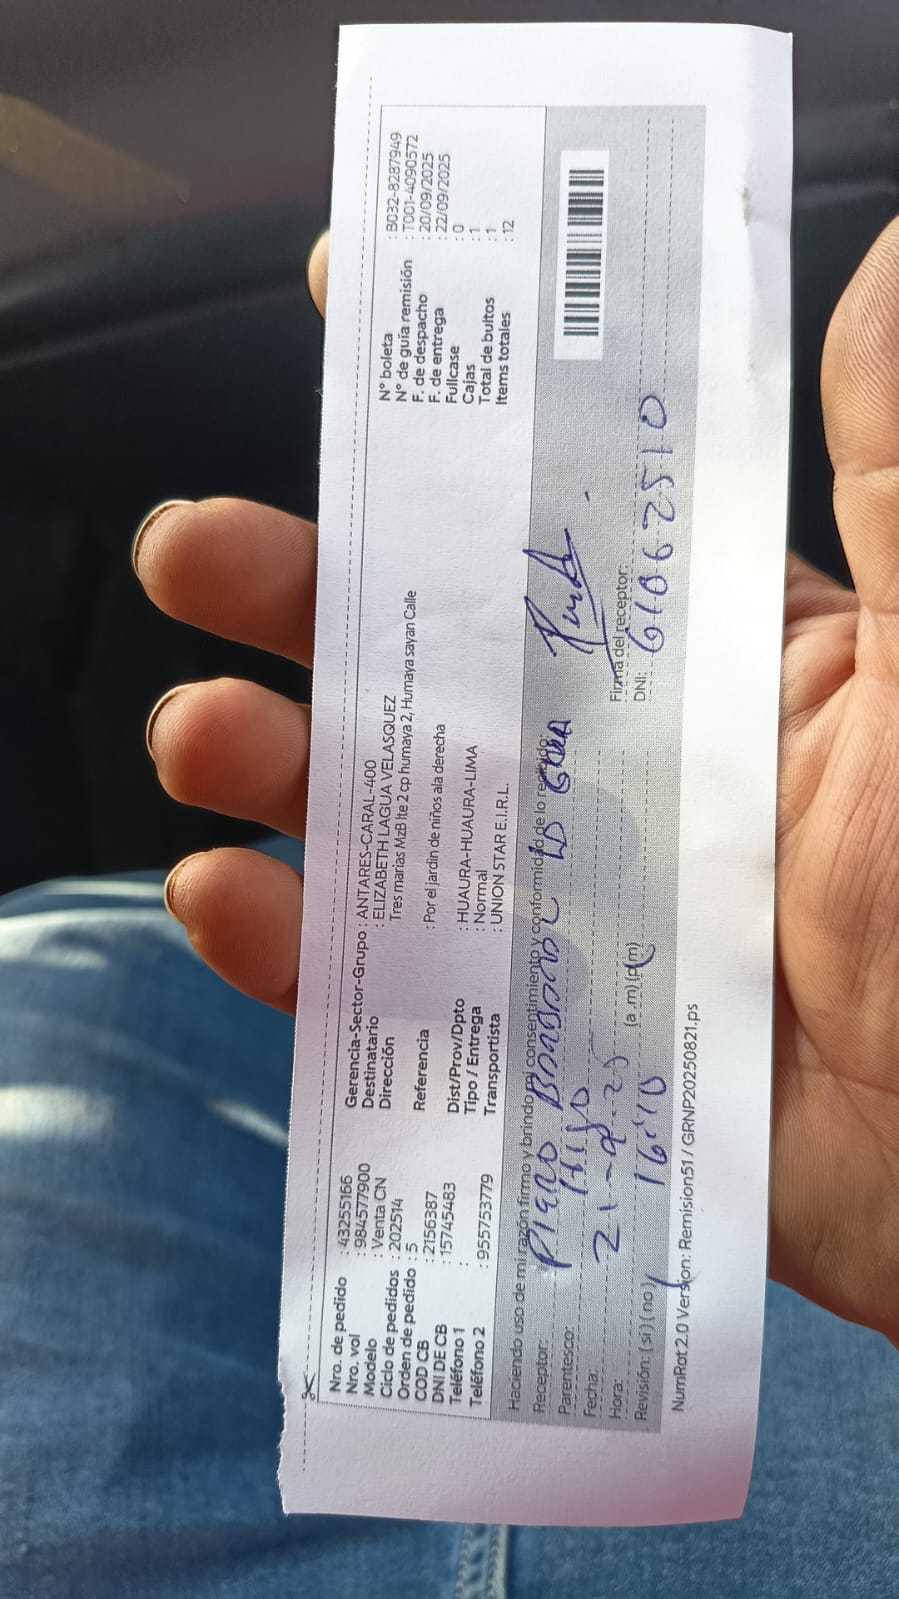 Nro. de pedido : 43255166
Nro. vol : 984577900
Modelo : Venta CN
Ciclo de pedidos : 202514
Orden de pedido : 5
COD CB : 2156387
DNI DE CB : 15745483
Teléfono 1 :
Teléfono 2 : 955753779
Gerencia-Sector-Grupo : ANTARES-CARAL-400
Destinatario : ELIZABETH LAGUA VELASQUEZ
Dirección Tres marias MzB lte 2 cp humaya 2, Humaya sayan Calle
Referencia : Por el jardin de niños ala derecha
Dist/Prov/Dpto : HUAURA-HUAURA-LIMA
Tipo / Entrega : Normal
Transportista : UNION STAR E.I.R.L.
N° boleta : B032-8287949
N° de guía remisión : T001-4090572
F. de despacho : 20/09/2025
F. de entrega : 22/09/2025
Fullcase : 0
Cajas : 1
Total de bultos : 1
Items totales : 12
Haciendo uso de mi razón firmo y brindo mi consentimiento y conformidad de lo recibido:
Receptor: Piero
Parentesco: Hijo
Fecha: 21-9-25
Hora: 16:10 (a .m) (p.m)
Revisión: ( si ) ( no )
Firma del receptor:
DNI: 61062510
NumRot 2.0 Version: Remision51 / GRNP20250821.ps